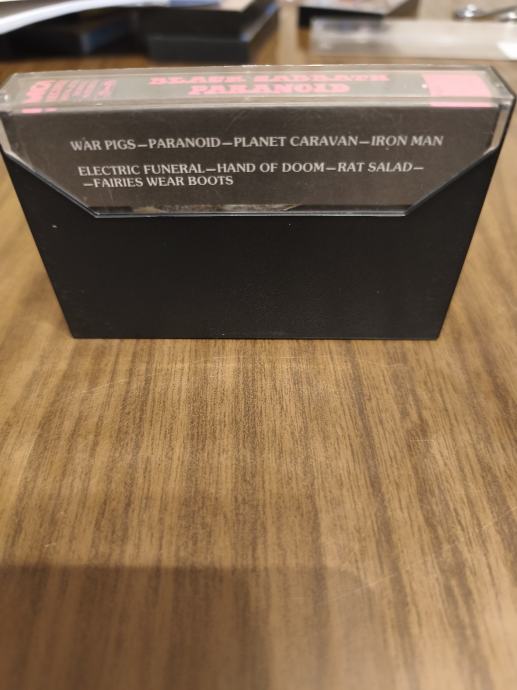 BLACK SABBATH
PARANOID
WAR PIGS—PARANOID—PLANET CARAVAN—IRON MAN
ELECTRIC FUNERAL—HAND OF DOOM—RAT SALAD—
—FAIRIES WEAR BOOTS